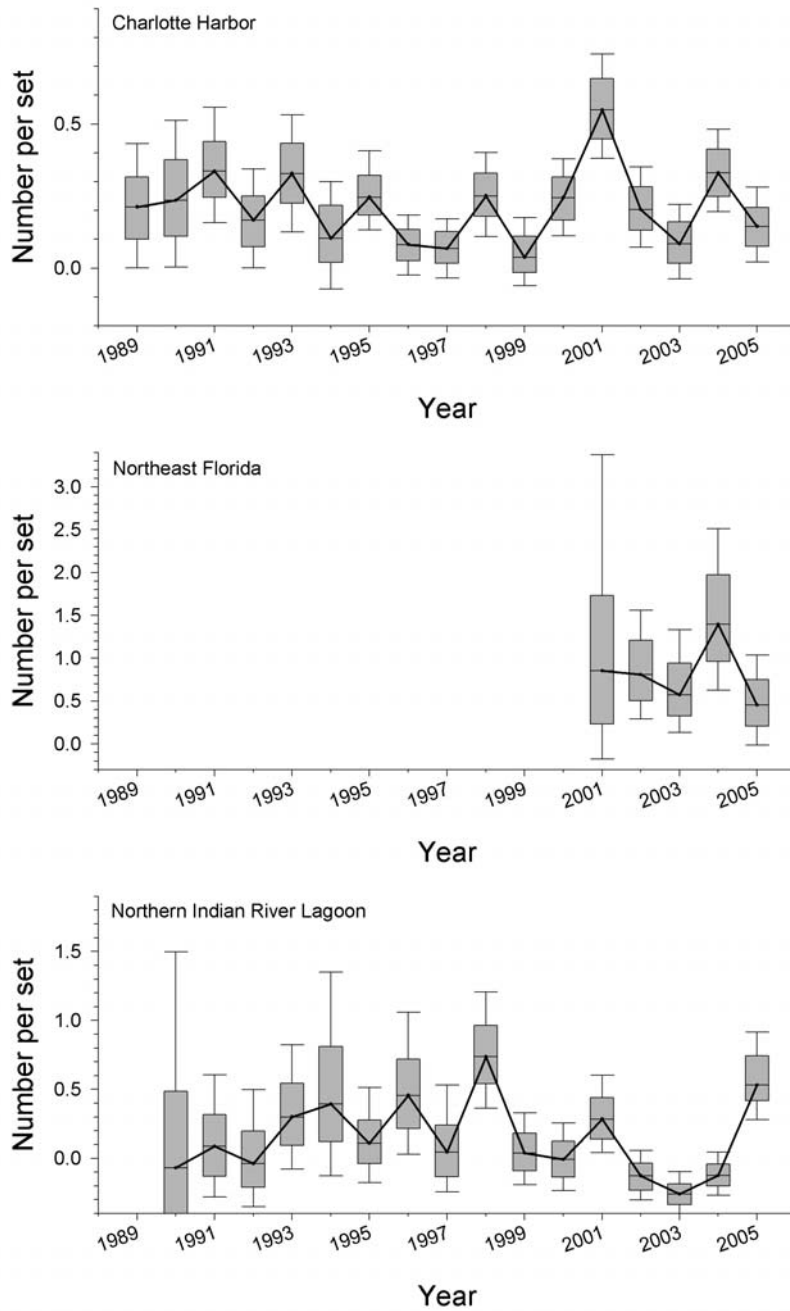 Charlotte Harbor
Number per set
0.5
0.0
1989 1991 1993 1995 1997 1999 2001 2003 2005
Year
Northeast Florida
Number per set
3.0
2.5
2.0
1.5
1.0
0.5
0.0
1989 1991 1993 1995 1997 1999 2001 2003 2005
Year
Northern Indian River Lagoon
Number per set
1.5
1.0
0.5
0.0
1989 1991 1993 1995 1997 1999 2001 2003 2005
Year